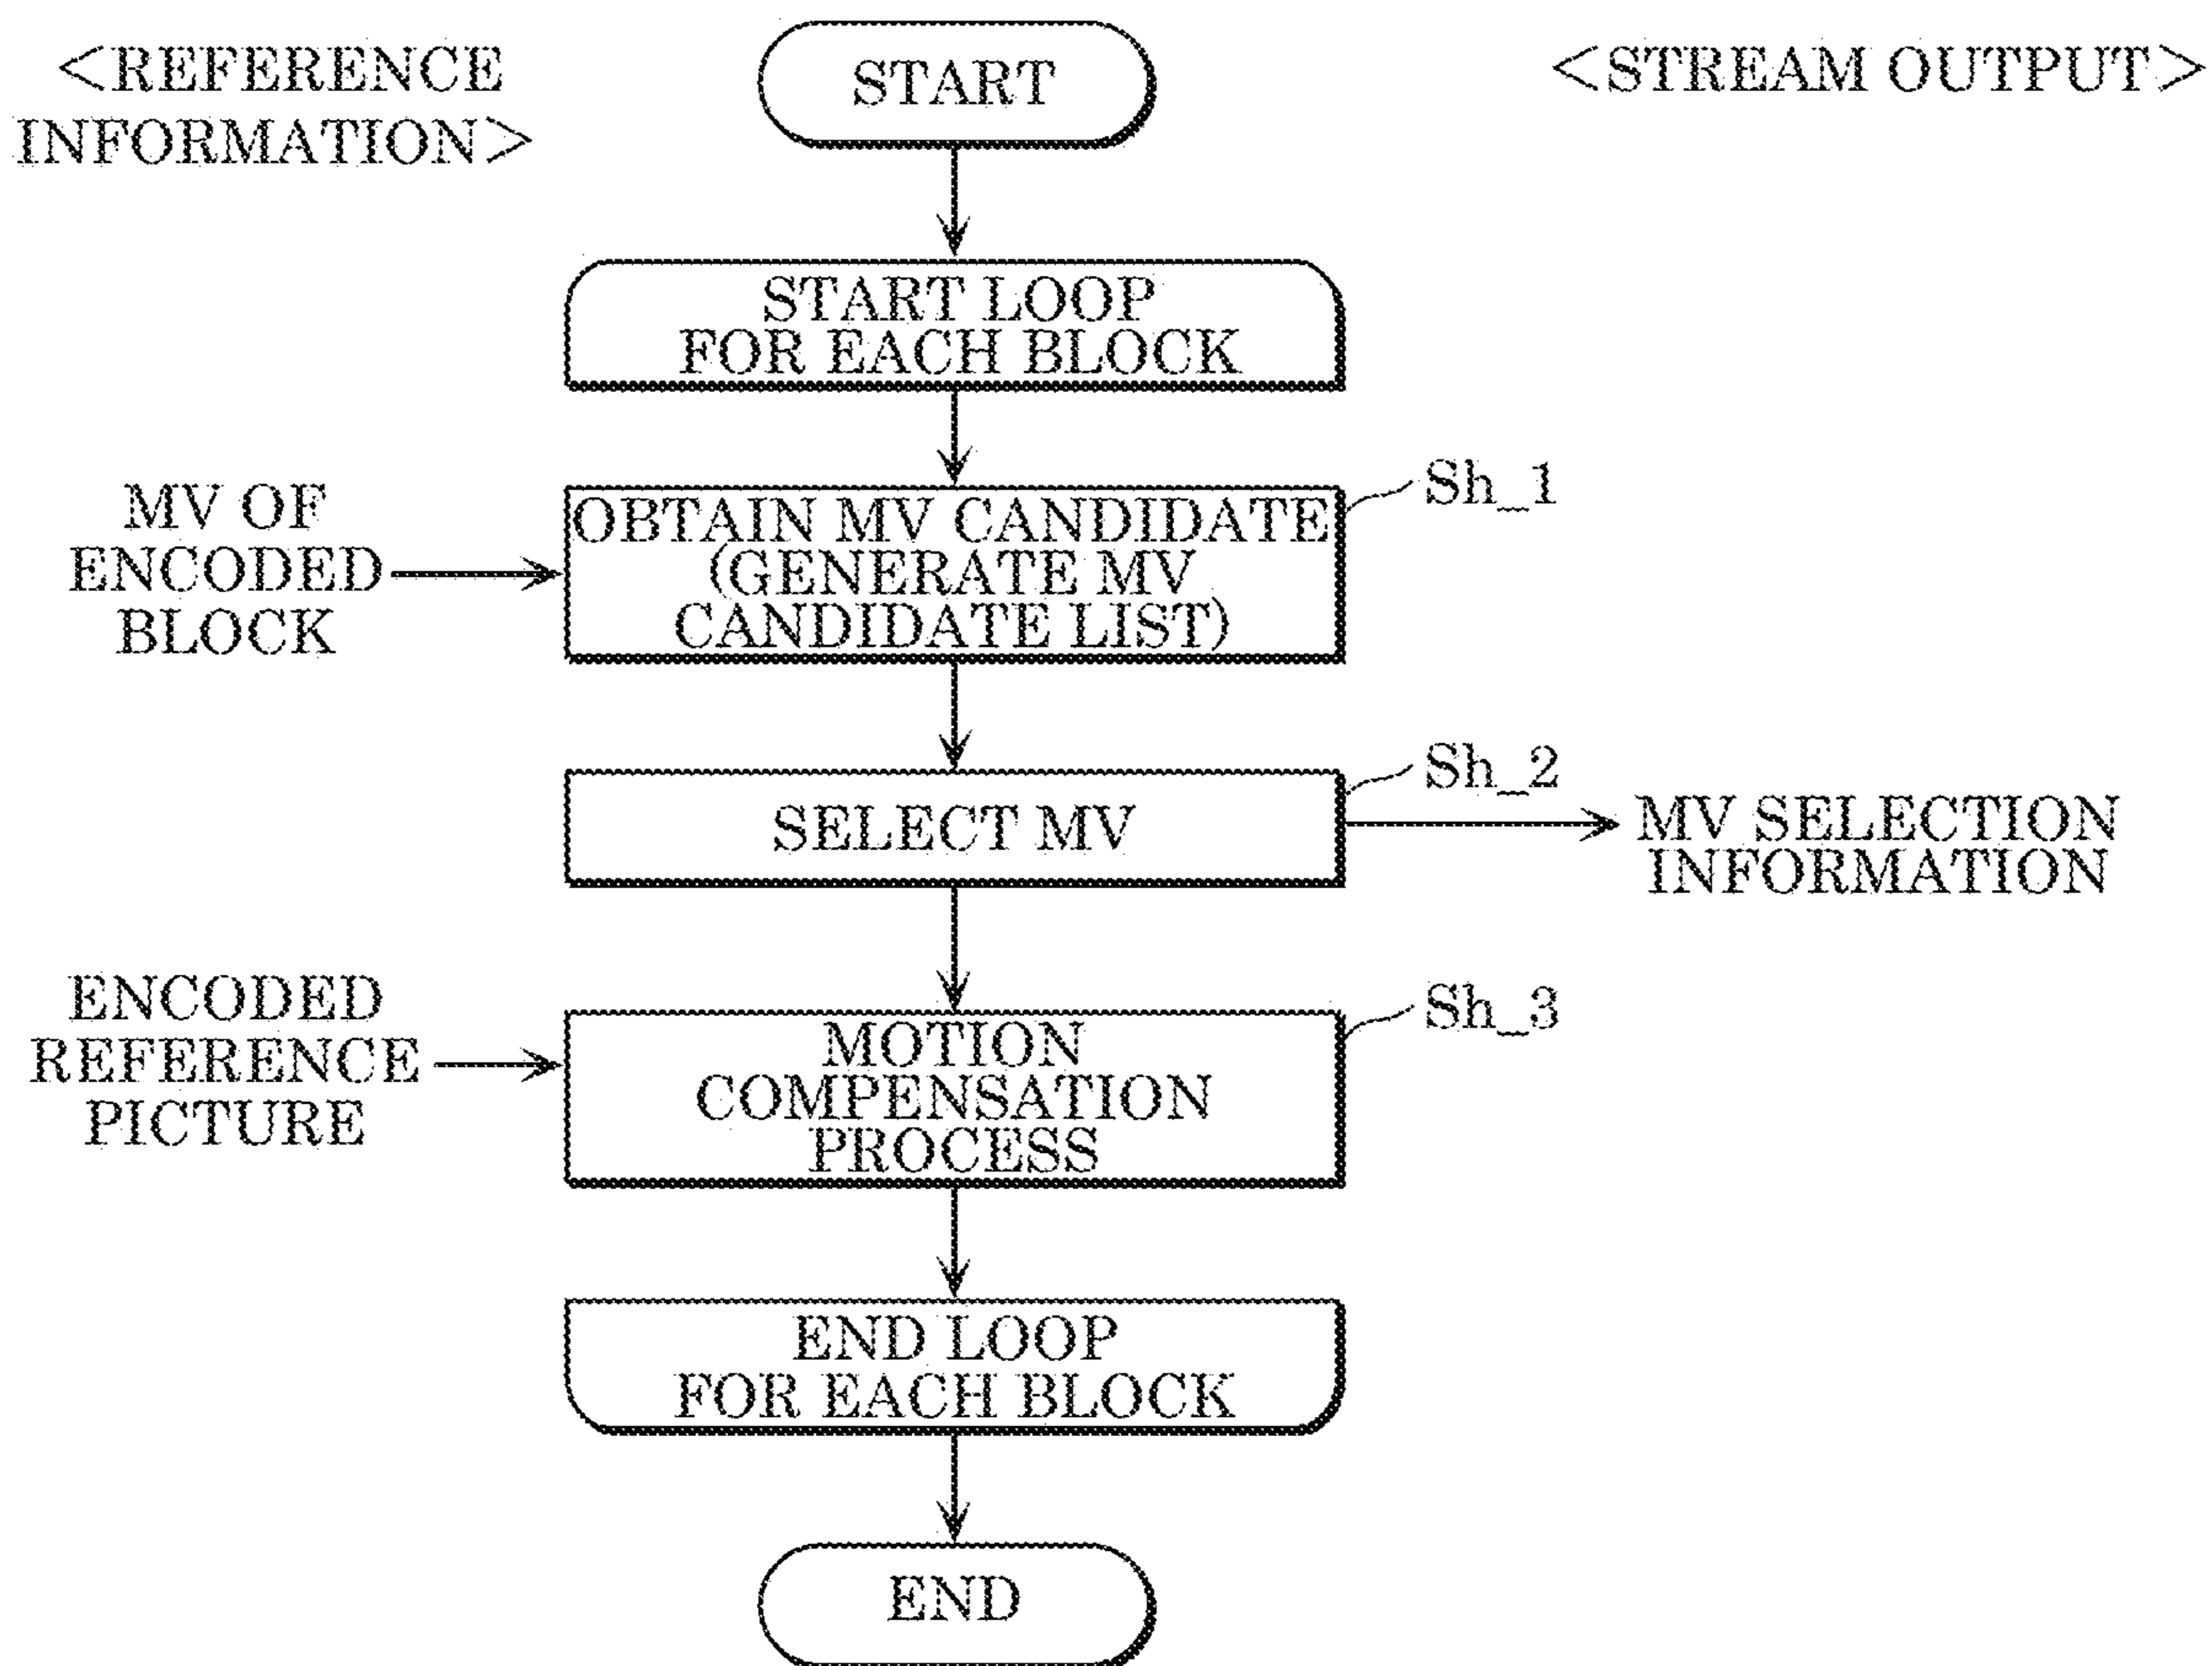 <REFERENCE
INFORMATION>
START
<STREAM OUTPUT>
START LOOP
FOR EACH BLOCK
MV OF
ENCODED
BLOCK
OBTAIN MV CANDIDATE
(GENERATE MV
CANDIDATE LIST)
Sh_1
SELECT MV
Sh_2
MV SELECTION
INFORMATION
ENCODED
REFERENCE
PICTURE
MOTION
COMPENSATION
PROCESS
Sh_3
END LOOP
FOR EACH BLOCK
END